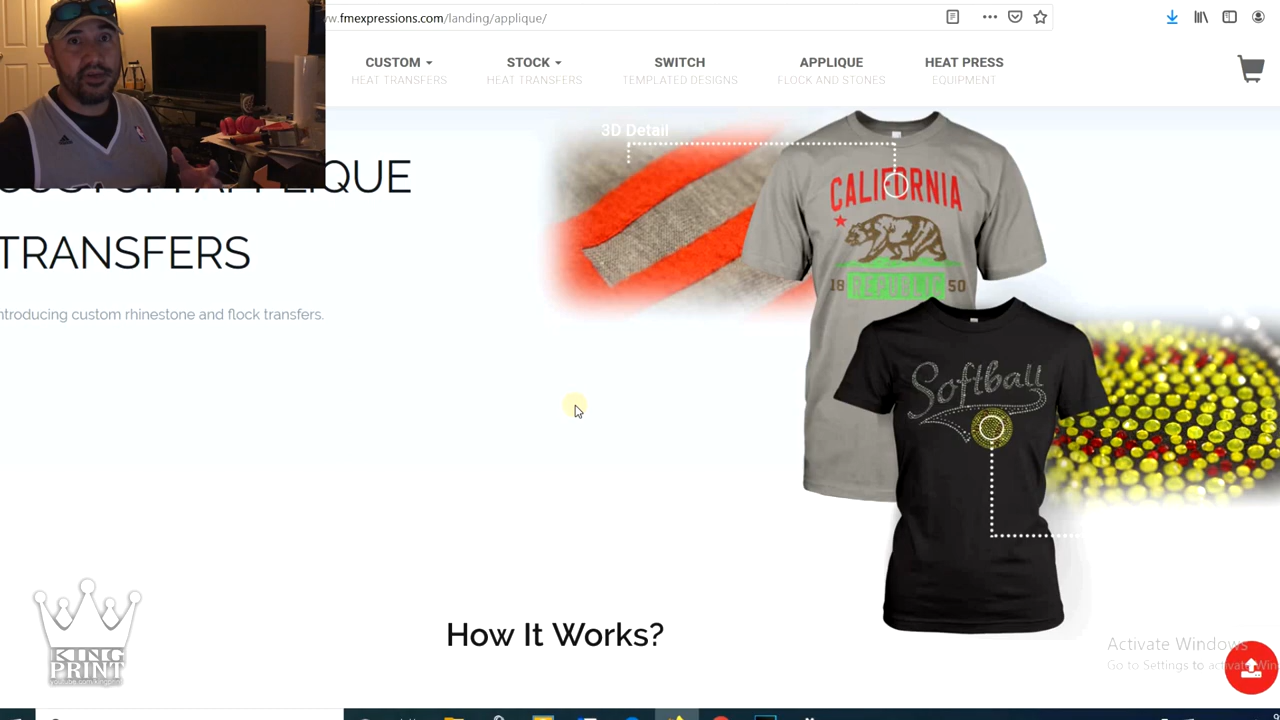 w.fmexpressions.com/landing/applique/
CUSTOM
HEAT TRANSFERS
STOCK
HEAT TRANSFERS
SWITCH
TEMPLATED DESIGNS
APPLIQUE
FLOCK AND STONES
HEAT PRESS
EQUIPMENT
3D Detail
TRANSFERS
ntroducing custom rhinestone and flock transfers.
CALIFORNIA
18 REPUBLIC 50
Softball
How It Works?
KING
PRINT
Activate Windows
Go to Settings to activate Win